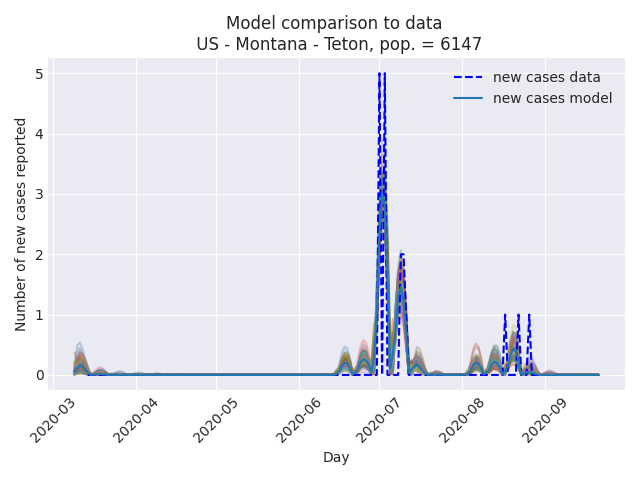 Model comparison to data
US - Montana - Teton, pop. = 6147
new cases data
new cases model
Number of new cases reported
5
4
3
2
1
0
2020-03
2020-04
2020-05
2020-06
2020-07
2020-08
2020-09
Day